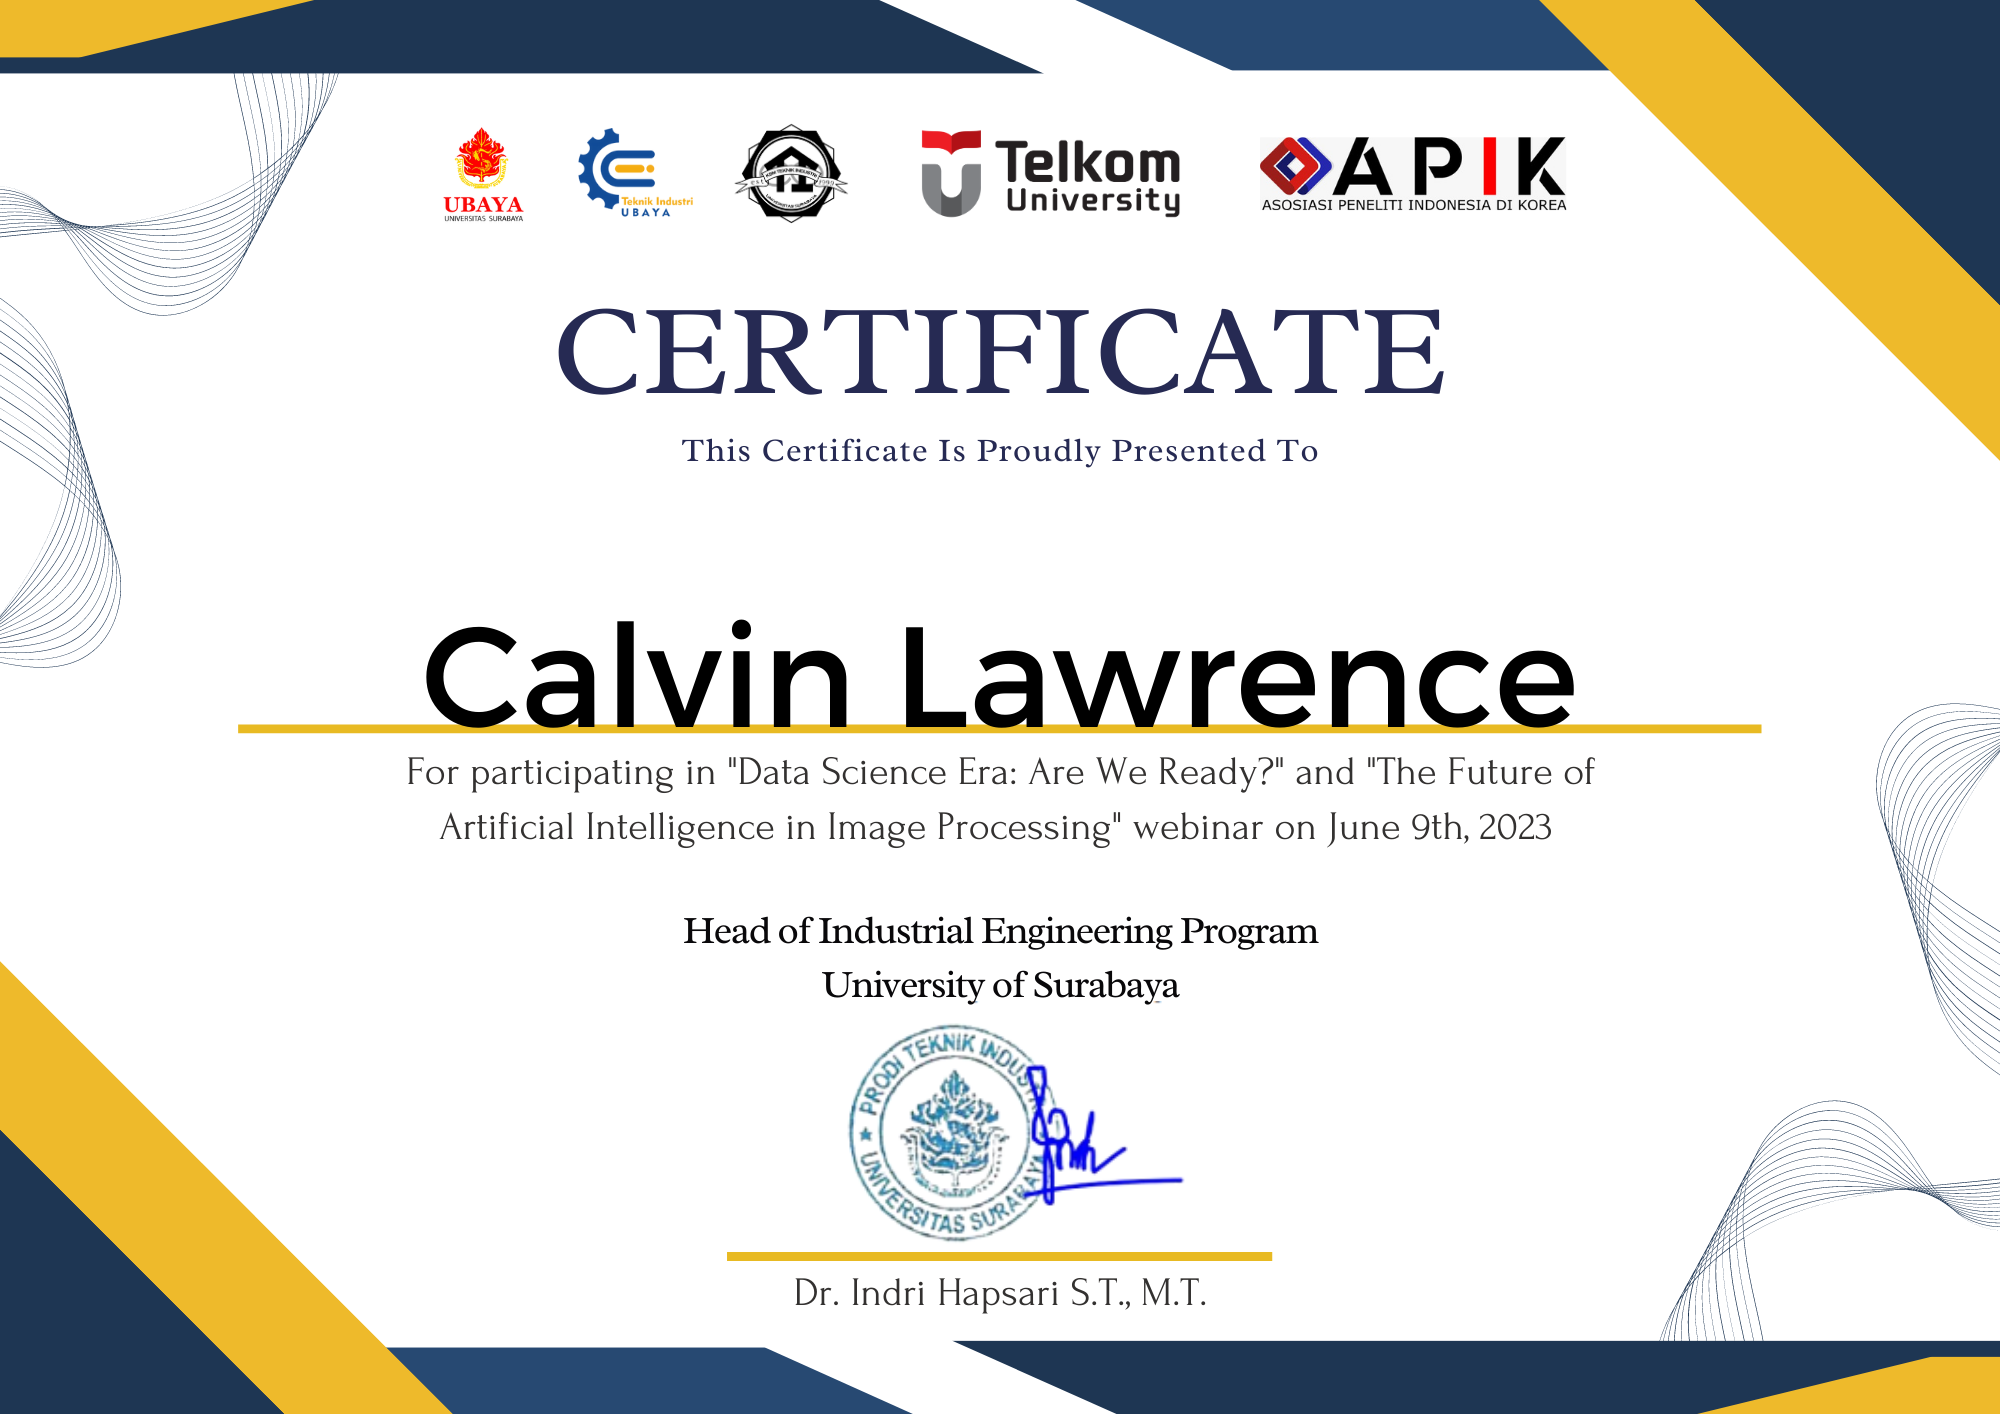 UBAYA
UNIVERSITAS SURABAYA
Teknik Industri
UBAYA
Telkom
University
APIK
ASOSIASI PENELITI INDONESIA DI KOREA
CERTIFICATE
This Certificate Is Proudly Presented To
Calvin Lawrence
For participating in "Data Science Era: Are We Ready?" and "The Future of
Artificial Intelligence in Image Processing" webinar on June 9th, 2023
Head of Industrial Engineering Program
University of Surabaya
PRODI TEKNIK INDUSTRI
UNIVERSITAS SURABAYA
Dr. Indri Hapsari S.T., M.T.